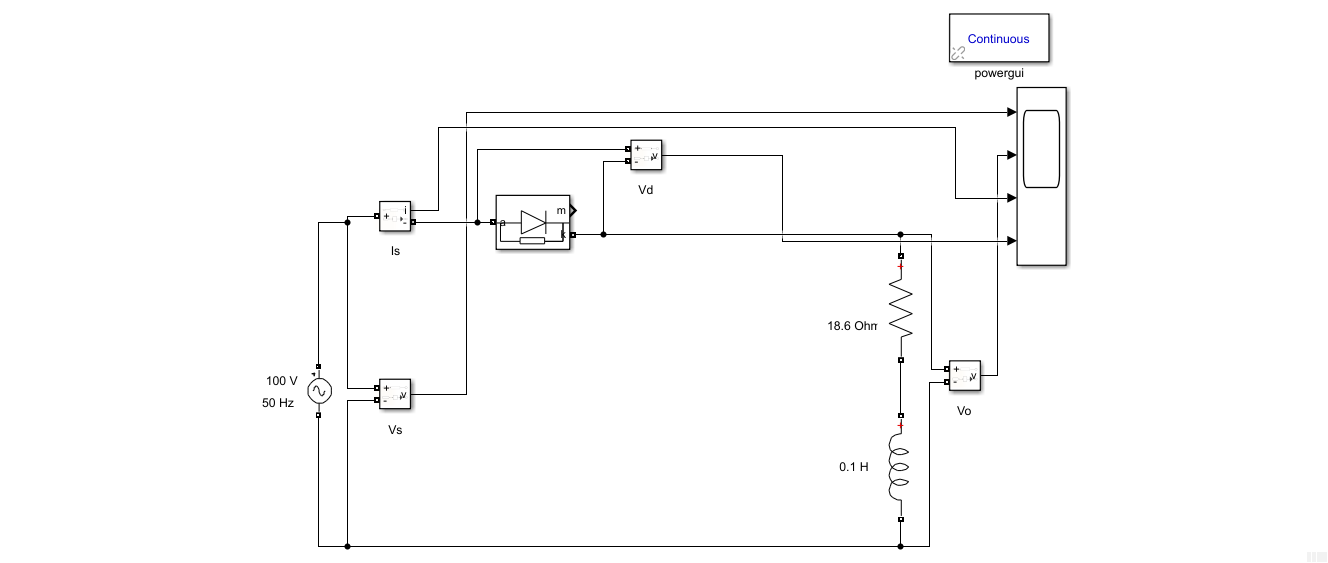 Continuous
powergui
+
-
v
Vd
m
a
k
+
i
-
Is
18.6 Ohm
100 V
50 Hz
+
-
v
Vs
+
-
v
Vo
0.1 H